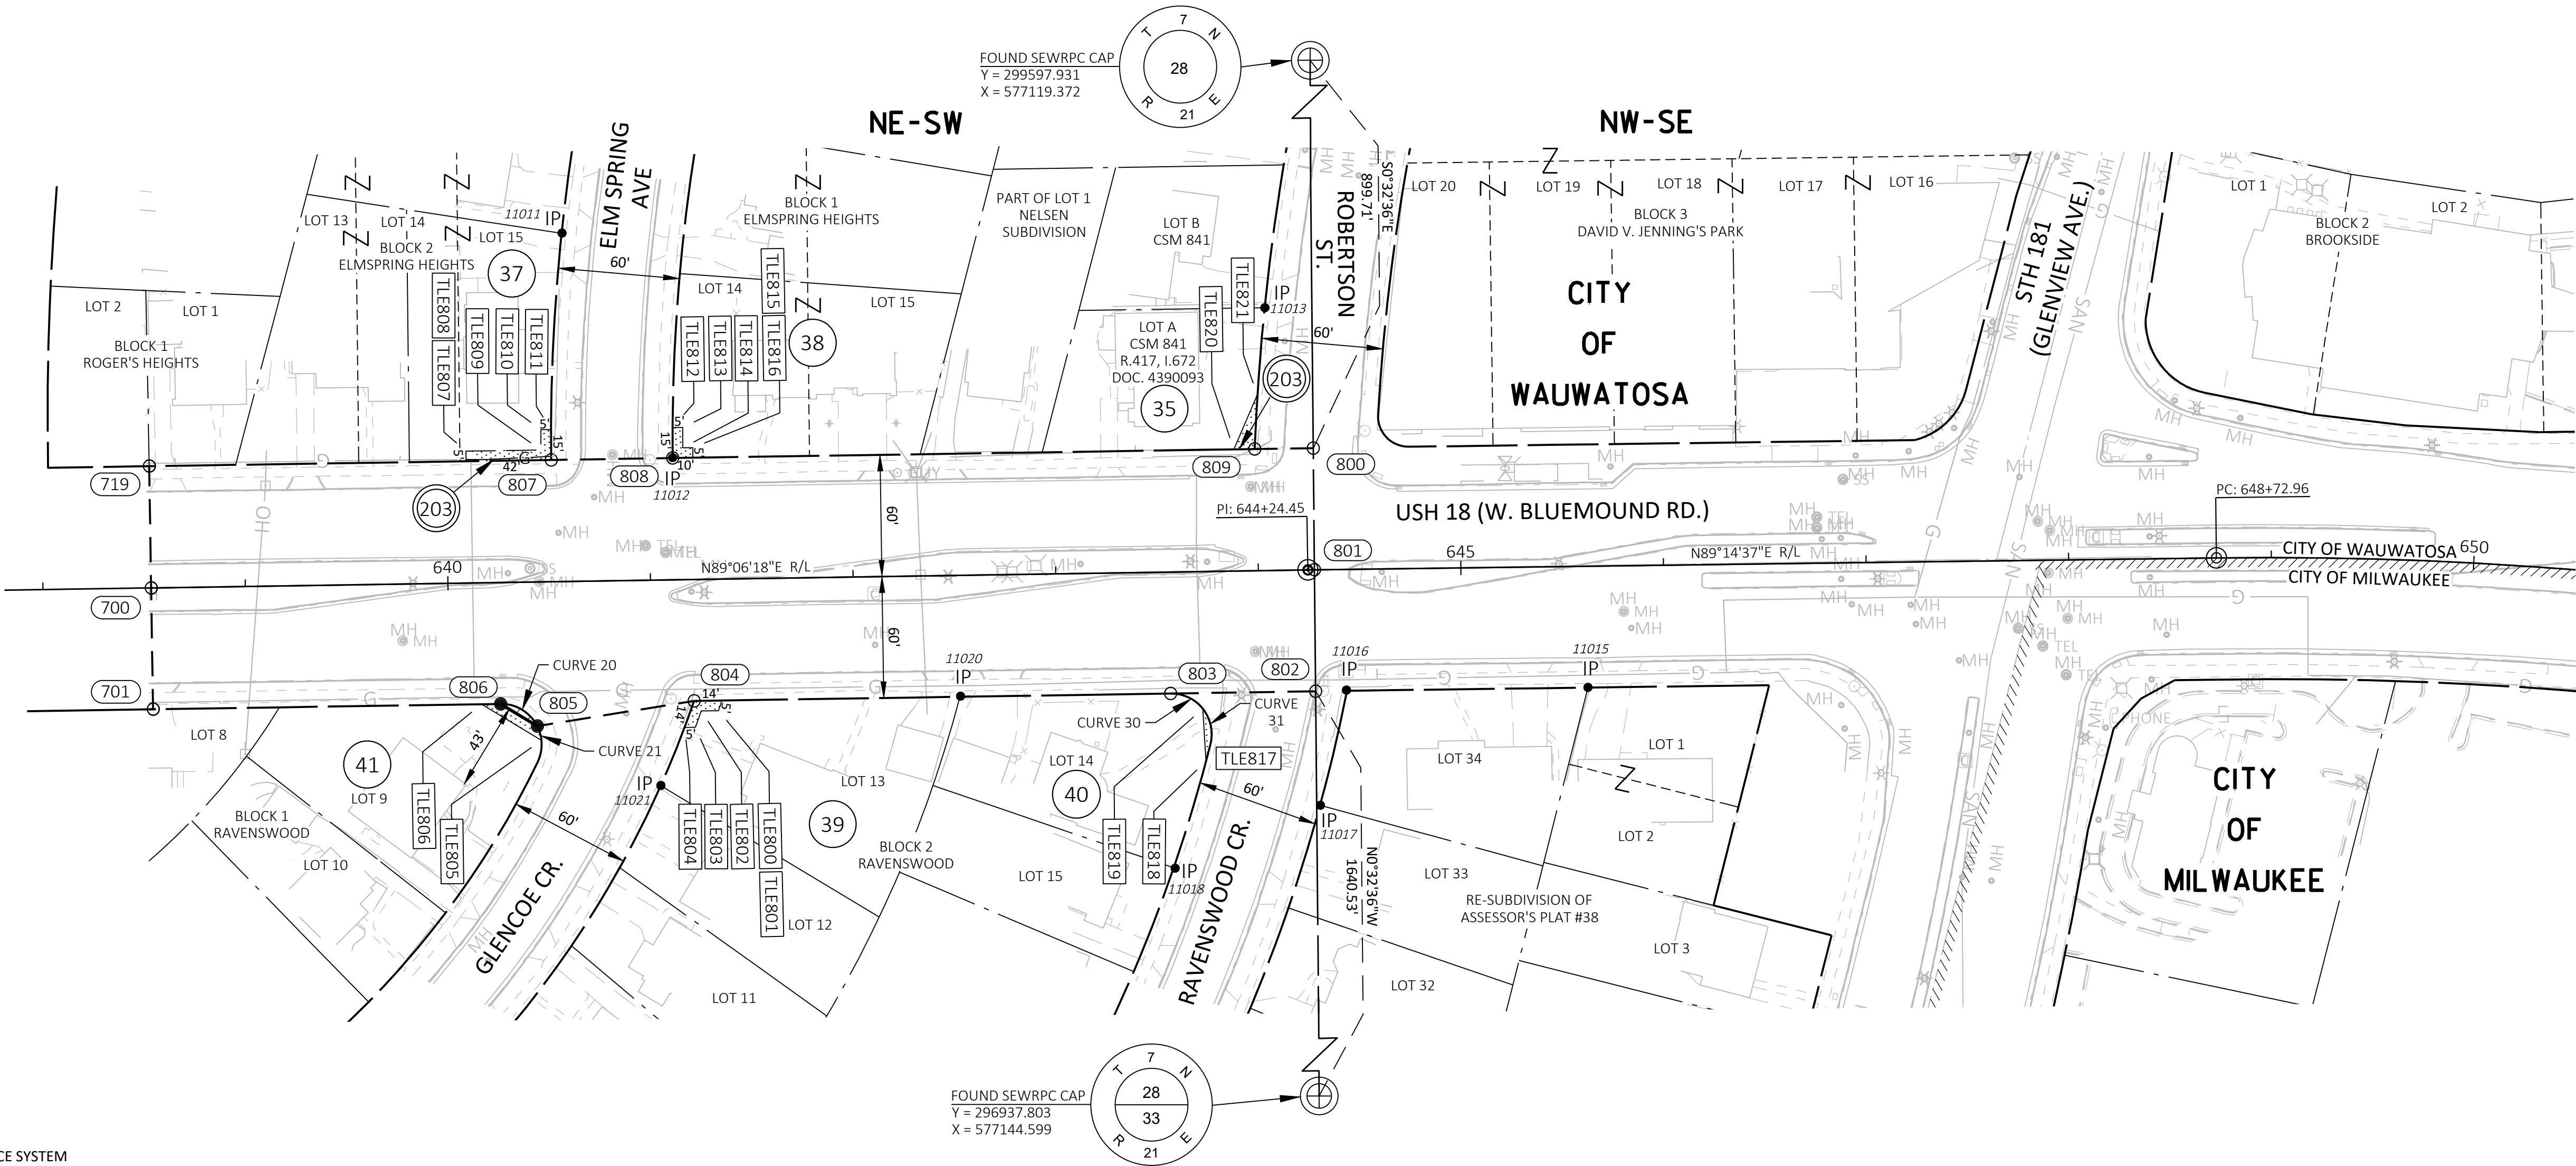 FOUND SEWRPC CAP
Y = 299597.931
X = 577119.372
T 7 N
28
R 21 E
NE-SW
NW-SE
ELM SPRING
AVE
S0°32'36"E
899.71'
ROBERTSON
ST.
STH 181
(GLENVIEW AVE.)
LOT 13
LOT 14
LOT 15
11011 IP
BLOCK 2
ELMSPRING HEIGHTS
37
60'
BLOCK 1
ELMSPRING HEIGHTS
LOT 14
LOT 15
38
PART OF LOT 1
NELSEN
SUBDIVISION
LOT B
CSM 841
LOT A
CSM 841
R.417, I.672
DOC. 4390093
35
IP
11013
60'
203
LOT 20
LOT 19
LOT 18
LOT 17
LOT 16
BLOCK 3
DAVID V. JENNING'S PARK
CITY
OF
WAUWATOSA
LOT 1
LOT 2
BLOCK 2
BROOKSIDE
LOT 2
LOT 1
BLOCK 1
ROGER'S HEIGHTS
TLE808
TLE807
TLE809
TLE810
TLE811
TLE812
TLE813
TLE814
TLE815
TLE816
TLE820
TLE821
5'
15'
5'
42'
5'
15'
5'
10'
G
719
203
807
808
IP
11012
809
800
60'
60'
PI: 644+24.45
USH 18 (W. BLUEMOUND RD.)
PC: 648+72.96
640
N89°06'18"E R/L
801
645
N89°14'37"E R/L
CITY OF WAUWATOSA
650
CITY OF MILWAUKEE
700
701
806
805
CURVE 20
CURVE 21
804
14'
5'
14'
5'
11020
IP
803
802
11016
IP
11015
IP
CURVE 30
CURVE
31
TLE817
LOT 8
41
LOT 9
43'
BLOCK 1
RAVENSWOOD
LOT 10
TLE806
TLE805
60'
GLENCOE CR.
IP
11021
TLE804
TLE803
TLE802
TLE800
TLE801
39
LOT 13
LOT 12
LOT 11
BLOCK 2
RAVENSWOOD
LOT 14
40
LOT 15
TLE819
TLE818
IP
11018
60'
RAVENSWOOD CR.
IP
11017
N0°32'36"W
1640.53'
LOT 34
LOT 1
LOT 2
LOT 33
RE-SUBDIVISION OF
ASSESSOR'S PLAT #38
LOT 3
LOT 32
CITY
OF
MILWAUKEE
MH
TEL
SS
SAN
OH
PHONE
FOUND SEWRPC CAP
Y = 296937.803
X = 577144.599
T 7 N
28
33
R 21 E
CE SYSTEM